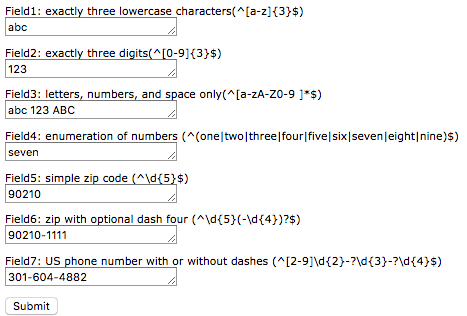 Field1: exactly three lowercase characters(^[a-z]{3}$)
abc
Field2: exactly three digits(^[0-9]{3}$)
123
Field3: letters, numbers, and space only(^[a-zA-Z0-9 ]*$)
abc 123 ABC
Field4: enumeration of numbers (^(one|two|three|four|five|six|seven|eight|nine)$)
seven
Field5: simple zip code (^\d{5}$)
90210
Field6: zip with optional dash four (^\d{5}(-\d{4})?$)
90210-1111
Field7: US phone number with or without dashes (^[2-9]\d{2}-?\d{3}-?\d{4}$)
301-604-4882
Submit